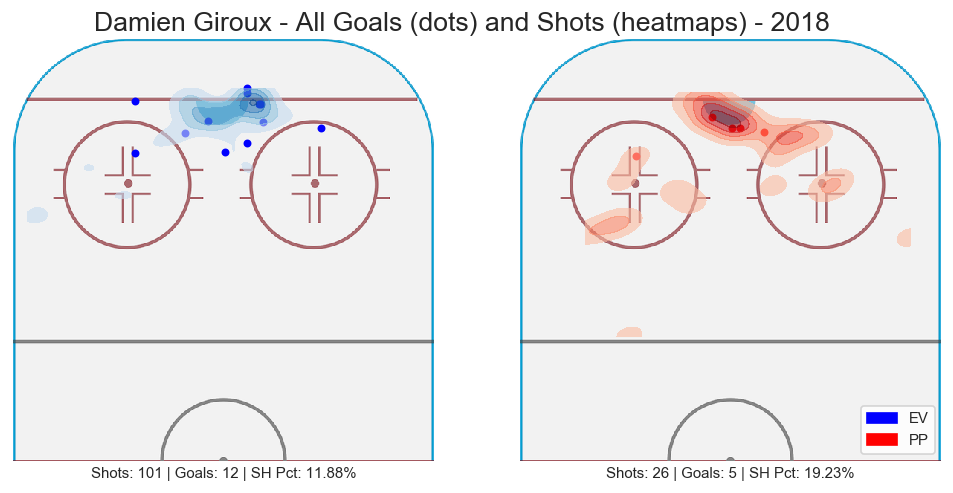 Damien Giroux - All Goals (dots) and Shots (heatmaps) - 2018
EV
PP
Shots: 101 | Goals: 12 | SH Pct: 11.88%
Shots: 26 | Goals: 5 | SH Pct: 19.23%